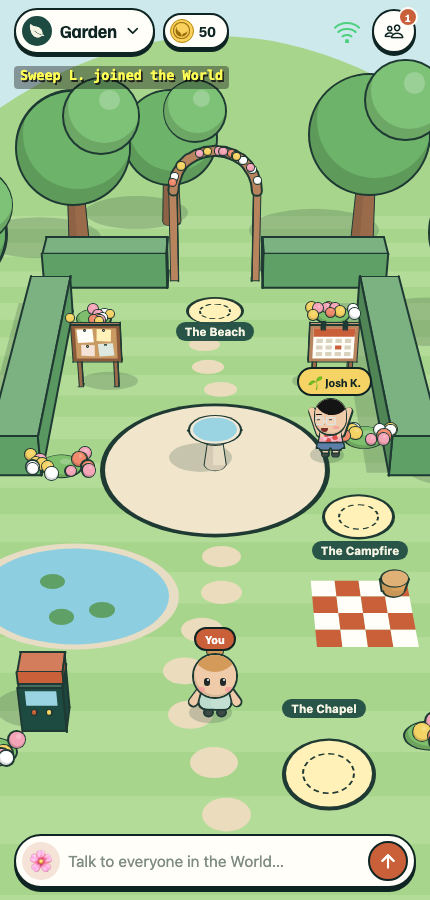 Garden
50
1
Sweep L. joined the World
The Beach
🌱 Josh K.
The Campfire
You
The Chapel
Talk to everyone in the World...